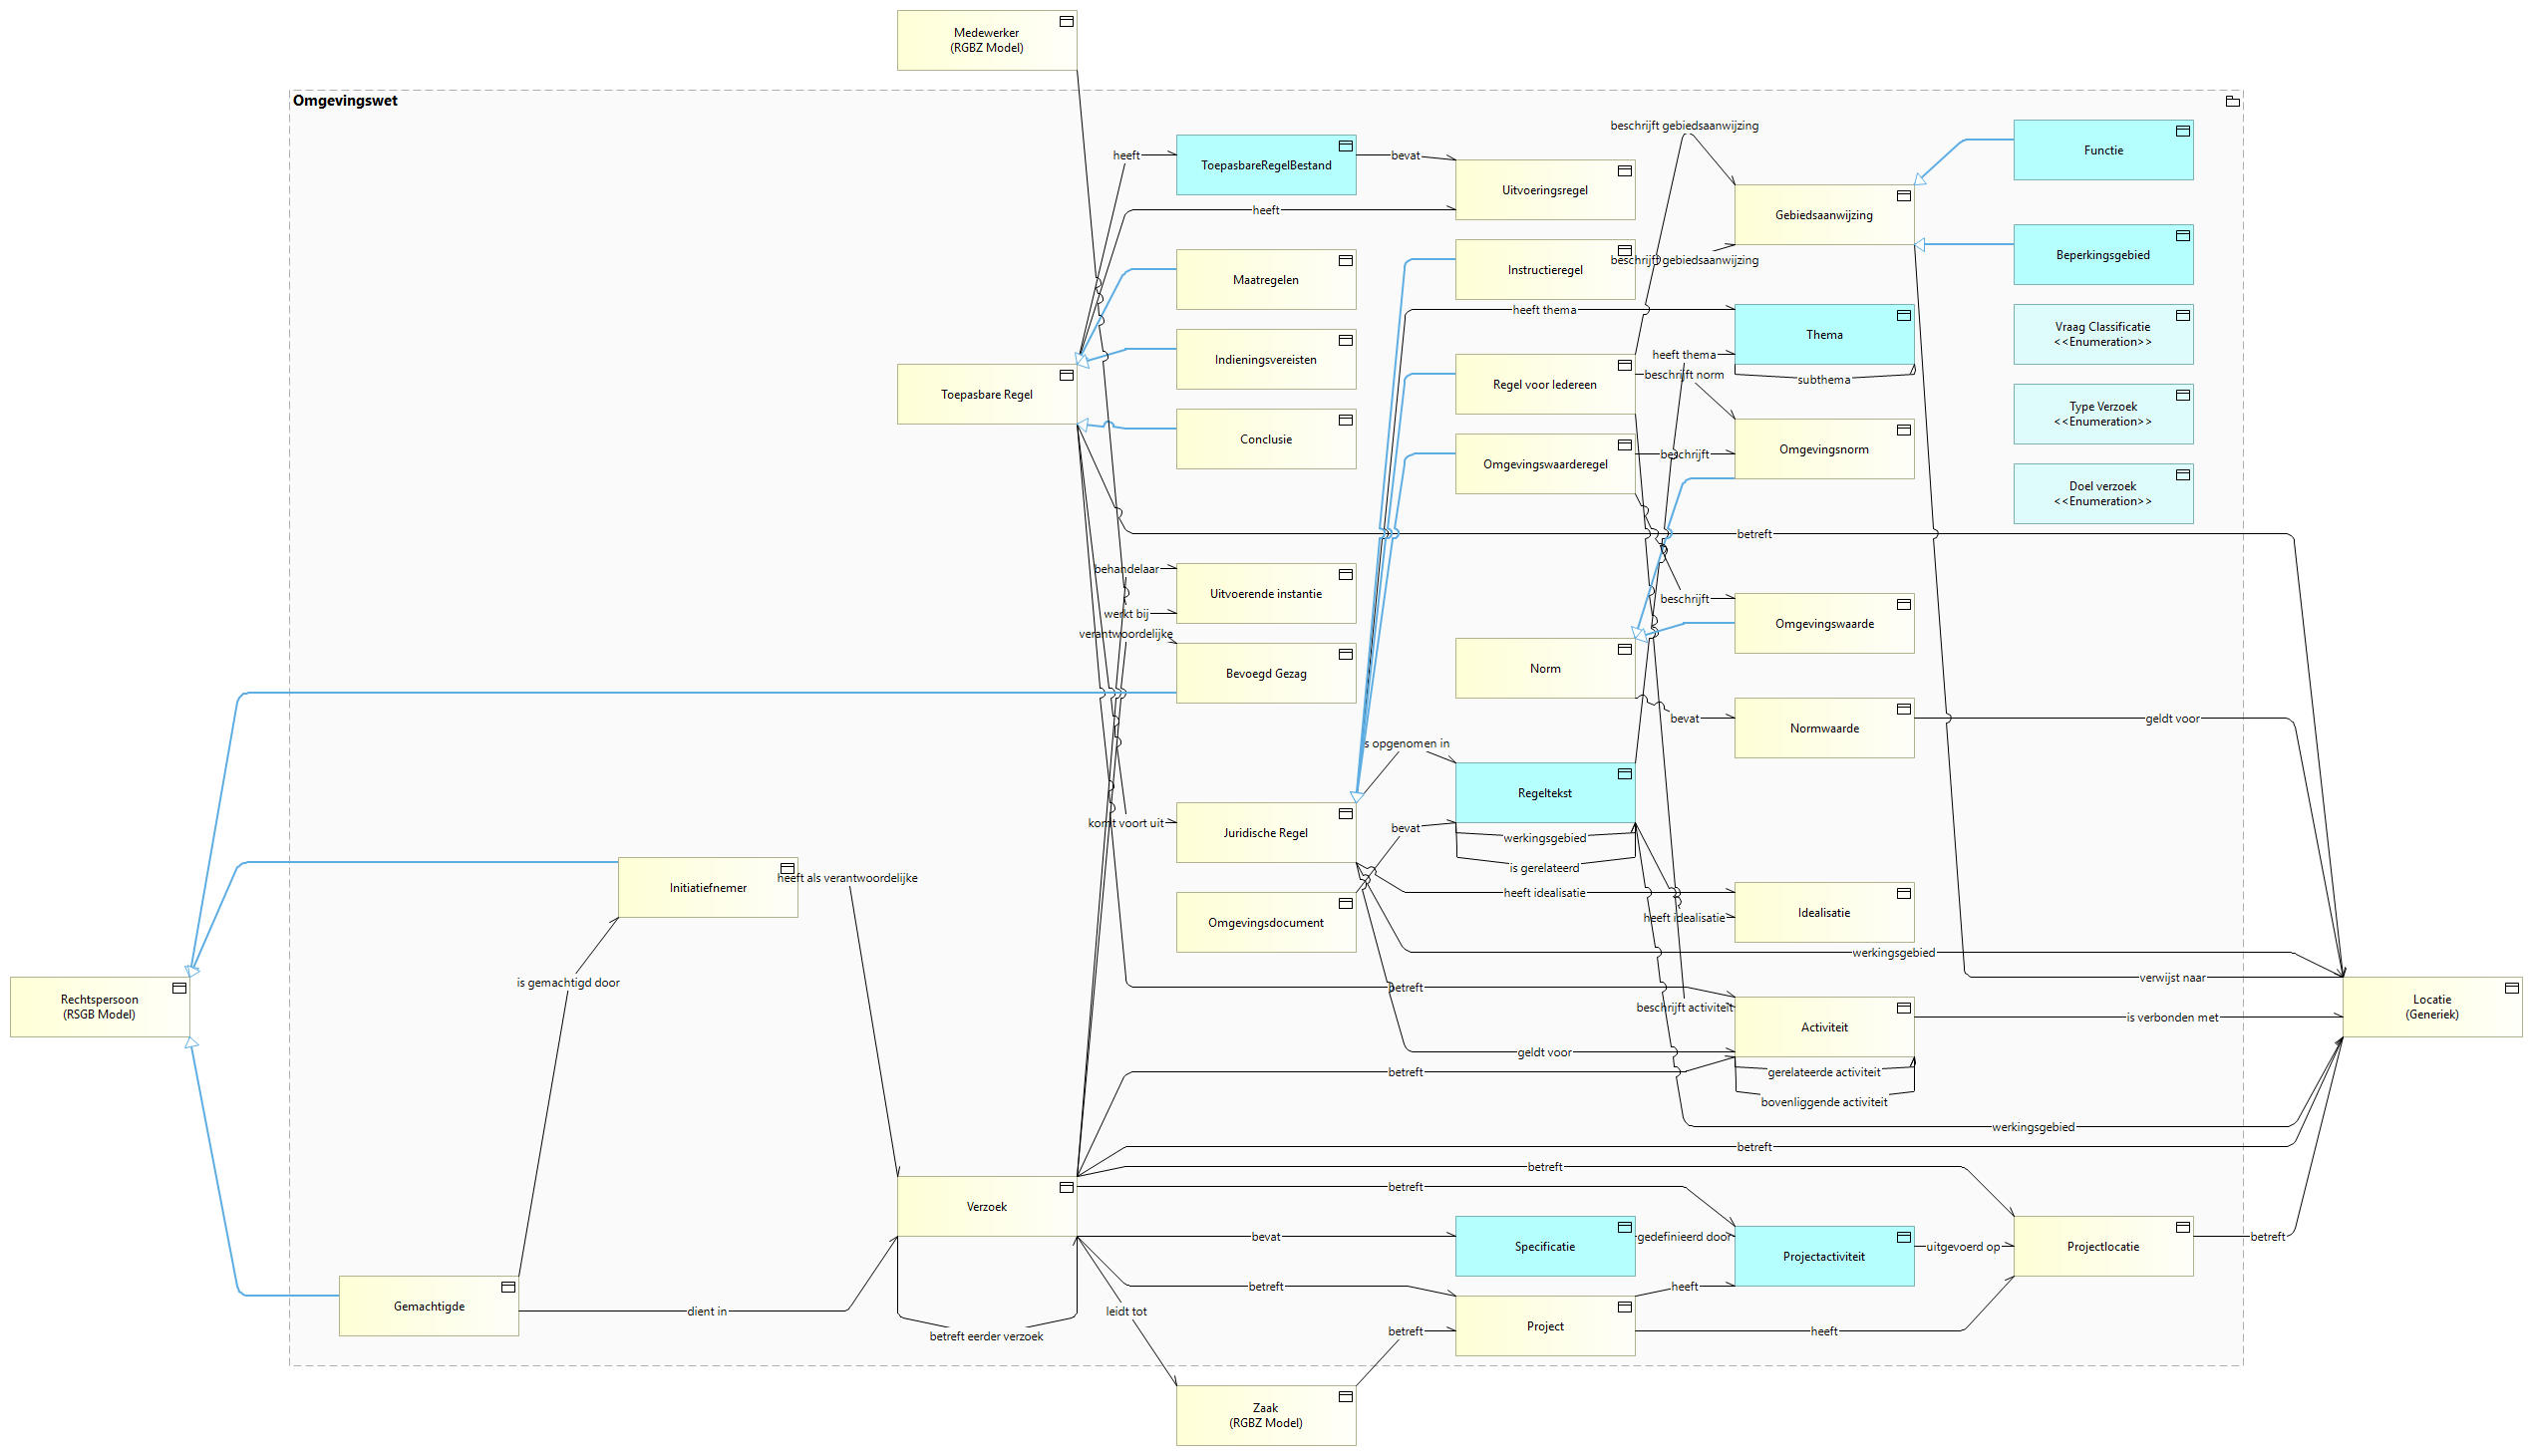 Medewerker
(RGBZ Model)
Omgevingswet
beschrijft gebiedsaanwijzing
Functie
heeft
ToepasbareRegelBestand
bevat
Uitvoeringsregel
heeft
Gebiedsaanwijzing
Beperkingsgebied
Instructieregel
beschrijft gebiedsaanwijzing
Maatregelen
heeft thema
Thema
Vraag Classificatie
<<Enumeration>>
Indieningsvereisten
heeft thema
subthema
Toepasbare Regel
Regel voor Iedereen
beschrijft norm
Type Verzoek
<<Enumeration>>
Conclusie
Omgevingswaarderegel
beschrijft
Omgevingsnorm
Doel verzoek
<<Enumeration>>
betreft
behandelaar
Uitvoerende instantie
werkt bij
beschrijft
Omgevingswaarde
verantwoordelijke
Bevoegd Gezag
Norm
bevat
Normwaarde
geldt voor
s opgenomen in
Regeltekst
komt voort uit
Juridische Regel
bevat
werkingsgebied
is gerelateerd
Initiatiefnemer
heeft als verantwoordelijke
heeft idealisatie
Omgevingsdocument
heeft idealisatie
Idealisatie
werkingsgebied
is gemachtigd door
verwijst naar
betreft
Rechtspersoon
(RSGB Model)
beschrijft activiteit
Activiteit
is verbonden met
Locatie
(Generiek)
geldt voor
betreft
gerelateerde activiteit
bovenliggende activiteit
werkingsgebied
betreft
betreft
betreft
Verzoek
bevat
Specificatie
gedefinieerd door
Projectactiviteit
uitgevoerd op
Projectlocatie
betreft
betreft
heeft
Gemachtigde
dient in
leidt tot
betreft eerder verzoek
betreft
Project
heeft
Zaak
(RGBZ Model)